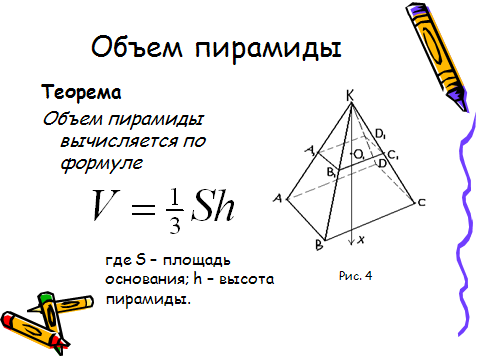 Объем пирамиды
Теорема
Объем пирамиды
вычисляется по
формуле
V = 1/3 Sh
где S – площадь
основания; h – высота
пирамиды.
K
A₁
D₁
O₁
C₁
B₁
D
A
C
B
x
Рис. 4